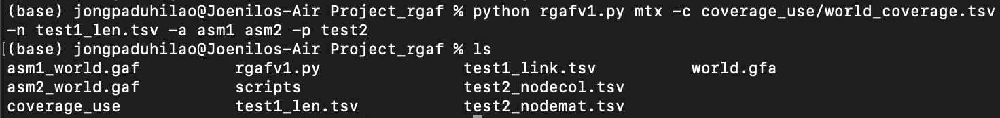 (base) jongpaduhilao@Joenilos-Air Project_rgaf % python rgafv1.py mtx -c coverage_use/world_coverage.tsv
-n test1_len.tsv -a asm1 asm2 -p test2
[(base) jongpaduhilao@Joenilos-Air Project_rgaf % ls
asm1_world.gaf rgafv1.py test1_link.tsv world.gfa
asm2_world.gaf scripts test2_nodecol.tsv
coverage_use test1_len.tsv test2_nodemat.tsv